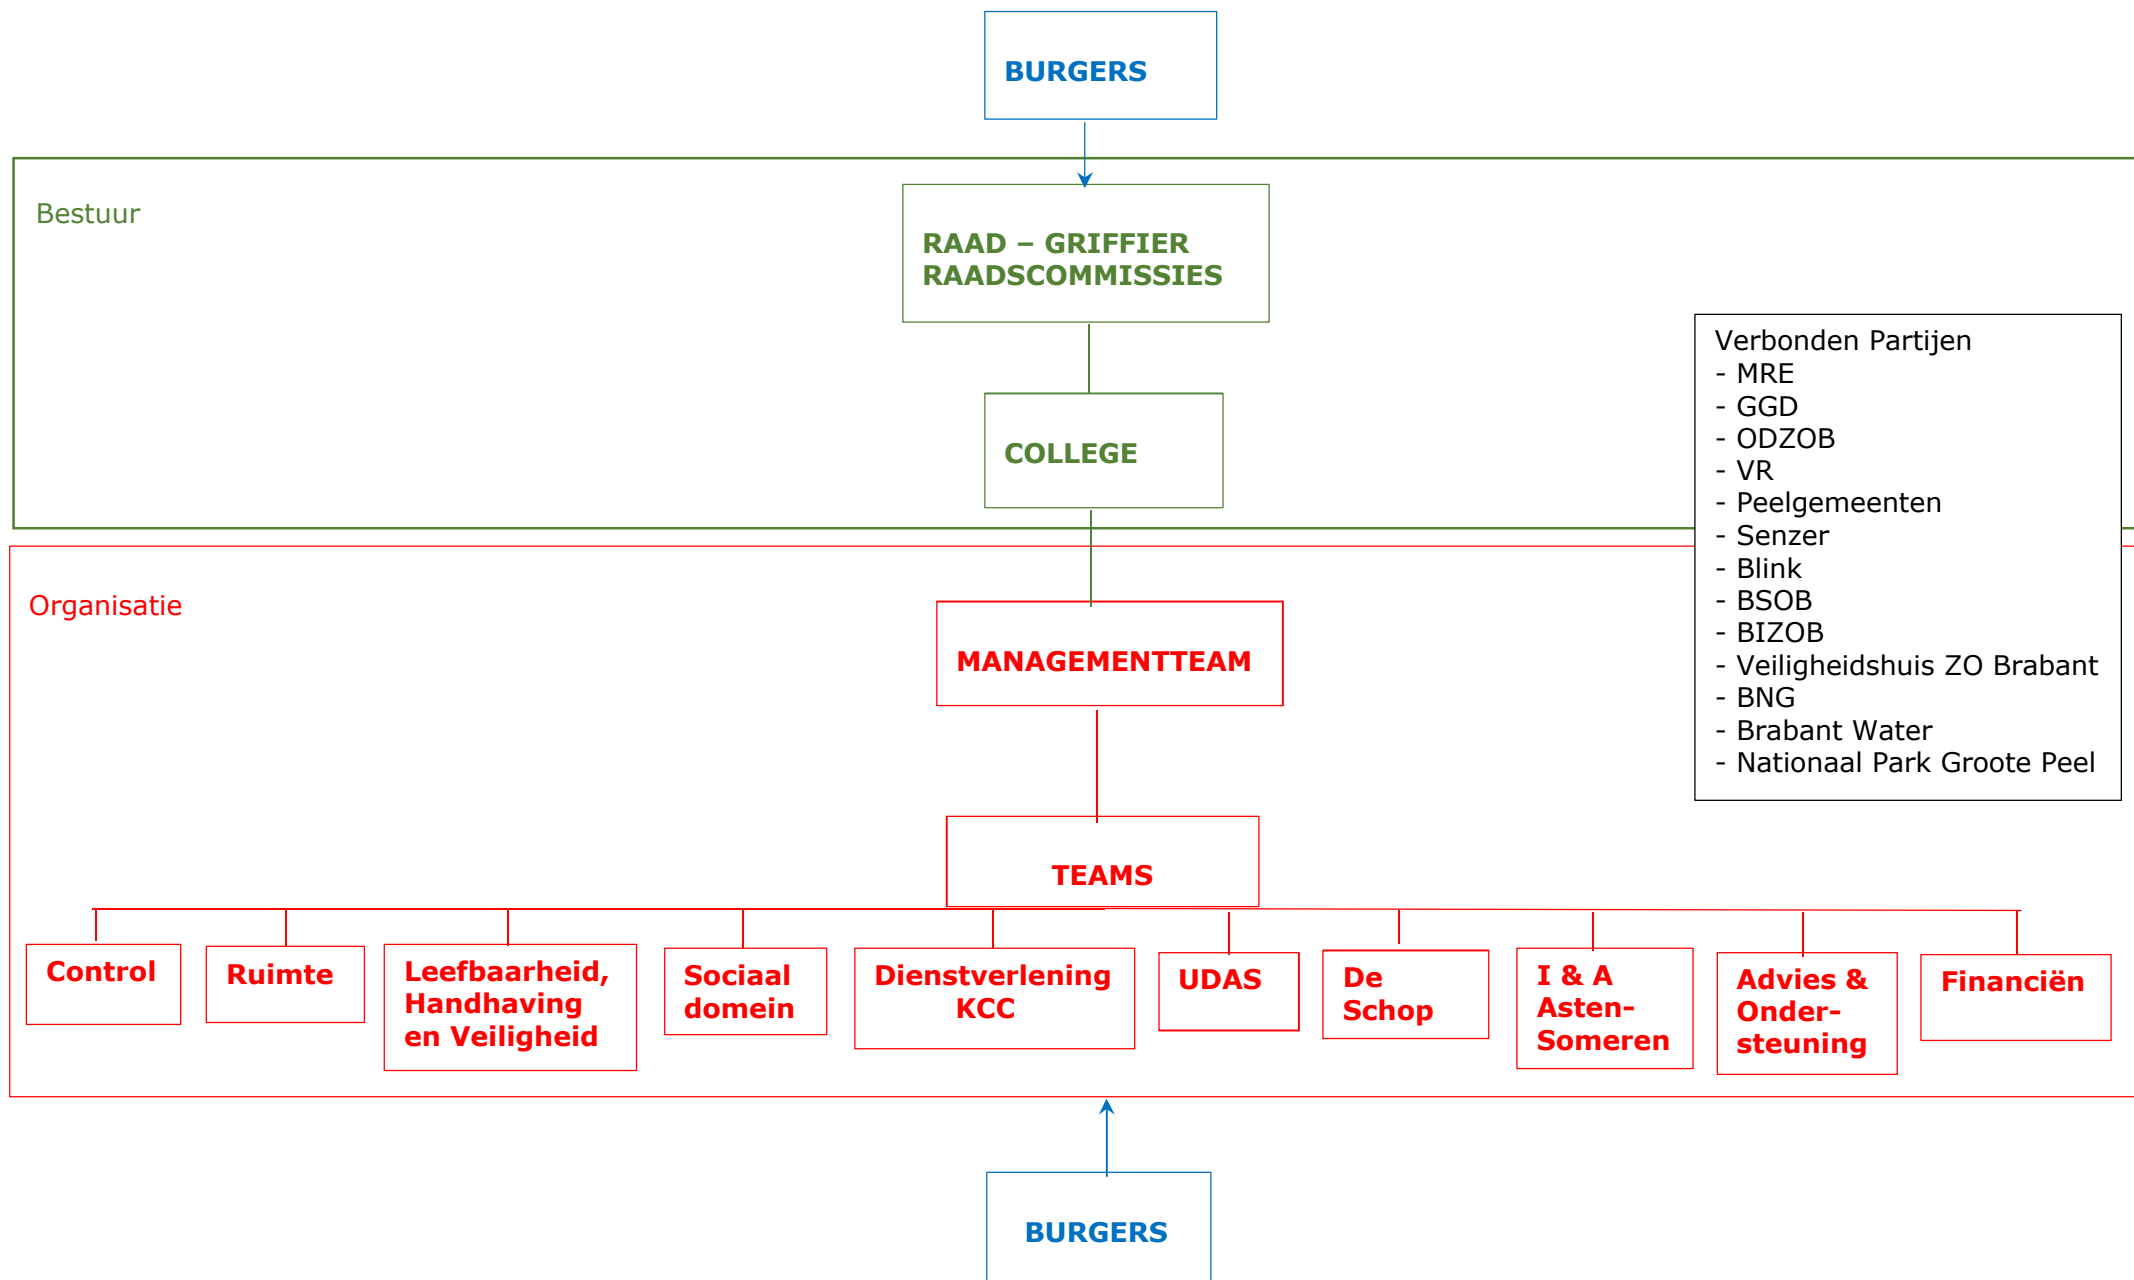 BURGERS
Bestuur
RAAD – GRIFFIER
RAADSCOMMISSIES
COLLEGE
Verbonden Partijen
- MRE
- GGD
- ODZOB
- VR
- Peelgemeenten
- Senzer
- Blink
- BSOB
- BIZOB
- Veiligheidshuis ZO Brabant
- BNG
- Brabant Water
- Nationaal Park Groote Peel
Organisatie
MANAGEMENTTEAM
TEAMS
Control
Ruimte
Leefbaarheid,
Handhaving
en Veiligheid
Sociaal
domein
Dienstverlening
KCC
UDAS
De
Schop
I & A
Asten-
Someren
Advies &
Onder-
steuning
Financiën
BURGERS